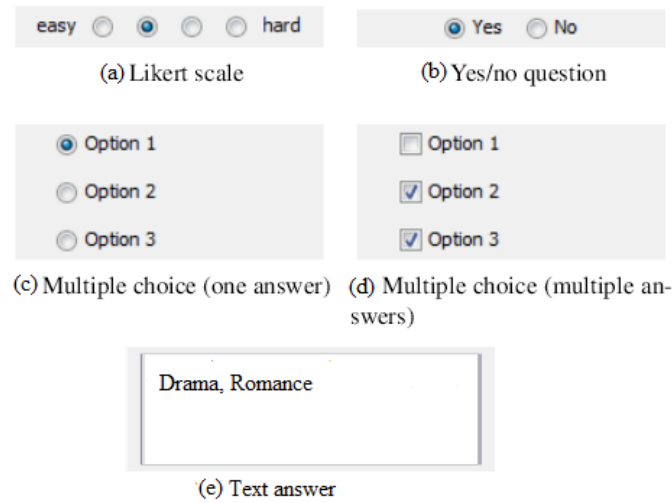 easy hard
Yes No
(a) Likert scale
(b) Yes/no question
Option 1
Option 2
Option 3
Option 1
Option 2
Option 3
(c) Multiple choice (one answer)
(d) Multiple choice (multiple an-
swers)
Drama, Romance
(e) Text answer